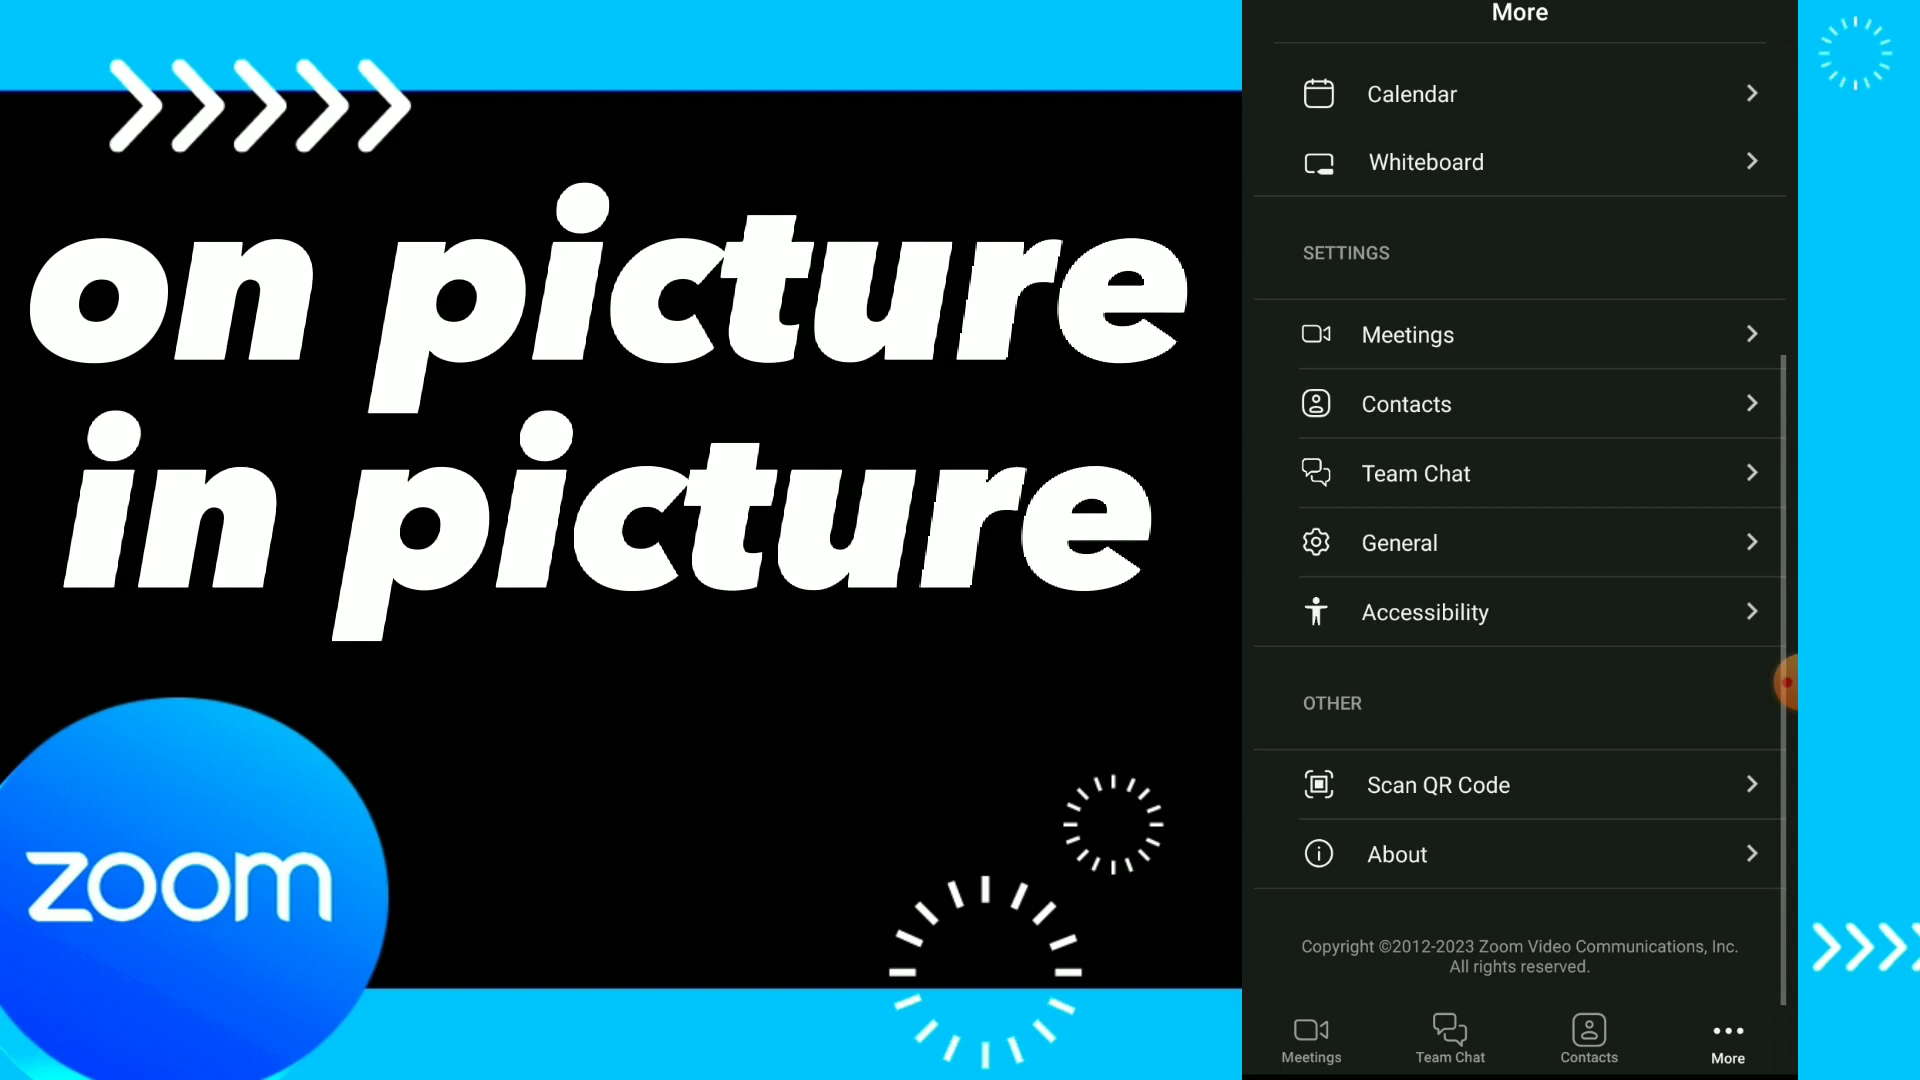 on picture
in picture
zoom
More
Calendar
Whiteboard
SETTINGS
Meetings
Contacts
Team Chat
General
Accessibility
OTHER
Scan QR Code
About
Copyright ©2012-2023 Zoom Video Communications, Inc.
All rights reserved.
Meetings
Team Chat
Contacts
More